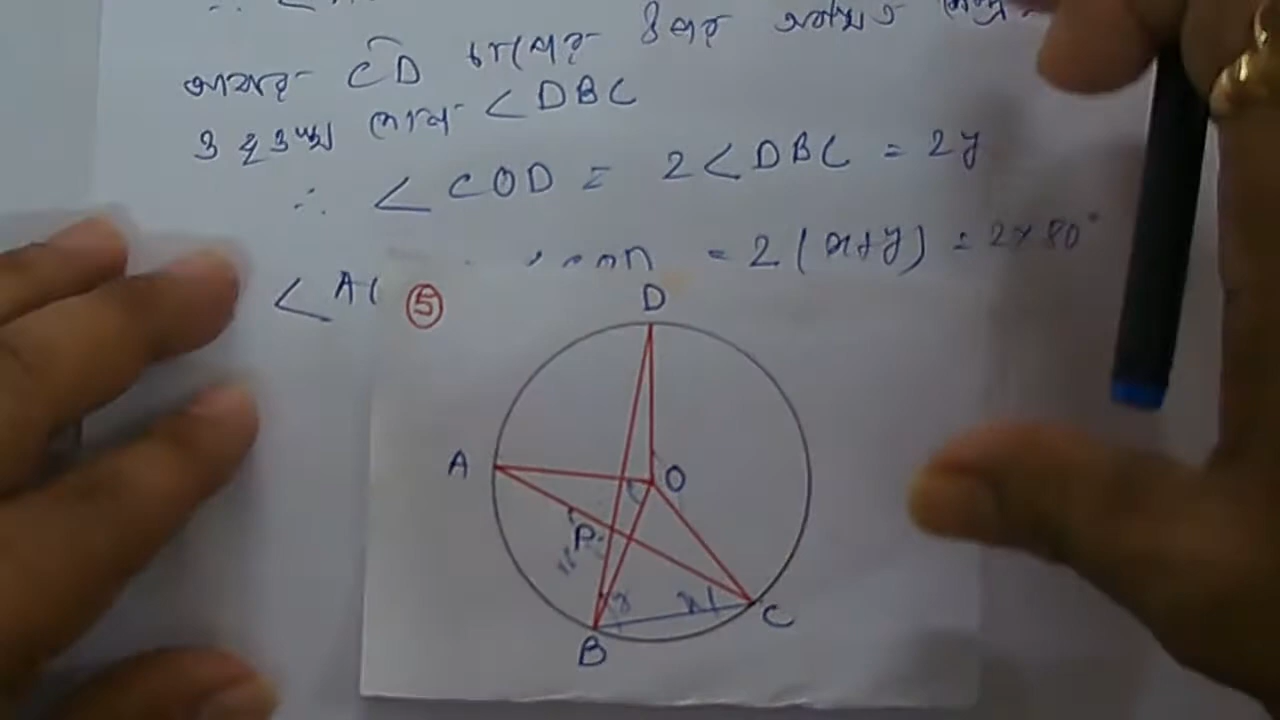 ∴ <
আবার CD চাপের উপর অবস্থিত
ও বৃত্তস্থ কোণ < DBC
∴ < COD = 2 < DBC = 2y
< A = 2(x+y) = 2×80°
⑤
D
A
O
P
y
x
C
B